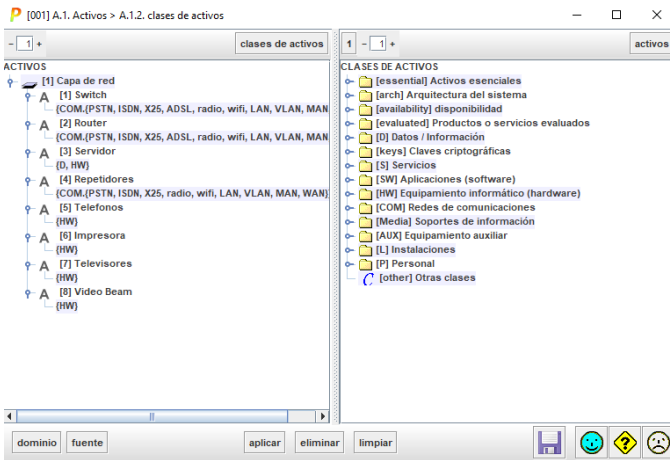 [001] A.1. Activos > A.1.2. clases de activos
- 1 + clases de activos
ACTIVOS
[1] Capa de red
A [1] Switch
{COM.{PSTN, ISDN, X25, ADSL, radio, wifi, LAN, VLAN, MAN
A [2] Router
{COM.{PSTN, ISDN, X25, ADSL, radio, wifi, LAN, VLAN, MAN
A [3] Servidor
{D, HW}
A [4] Repetidores
{COM.{PSTN, ISDN, X25, radio, wifi, LAN, VLAN, MAN, WAN}
A [5] Telefonos
{HW}
A [6] Impresora
{HW}
A [7] Televisores
{HW}
A [8] Video Beam
{HW}
1 - 1 + activos
CLASES DE ACTIVOS
[essential] Activos esenciales
[arch] Arquitectura del sistema
[availability] disponibilidad
[evaluated] Productos o servicios evaluados
[D] Datos / Información
[keys] Claves criptográficas
[S] Servicios
[SW] Aplicaciones (software)
[HW] Equipamiento informático (hardware)
[COM] Redes de comunicaciones
[Media] Soportes de información
[AUX] Equipamiento auxiliar
[L] Instalaciones
[P] Personal
C [other] Otras clases
dominio fuente aplicar eliminar limpiar